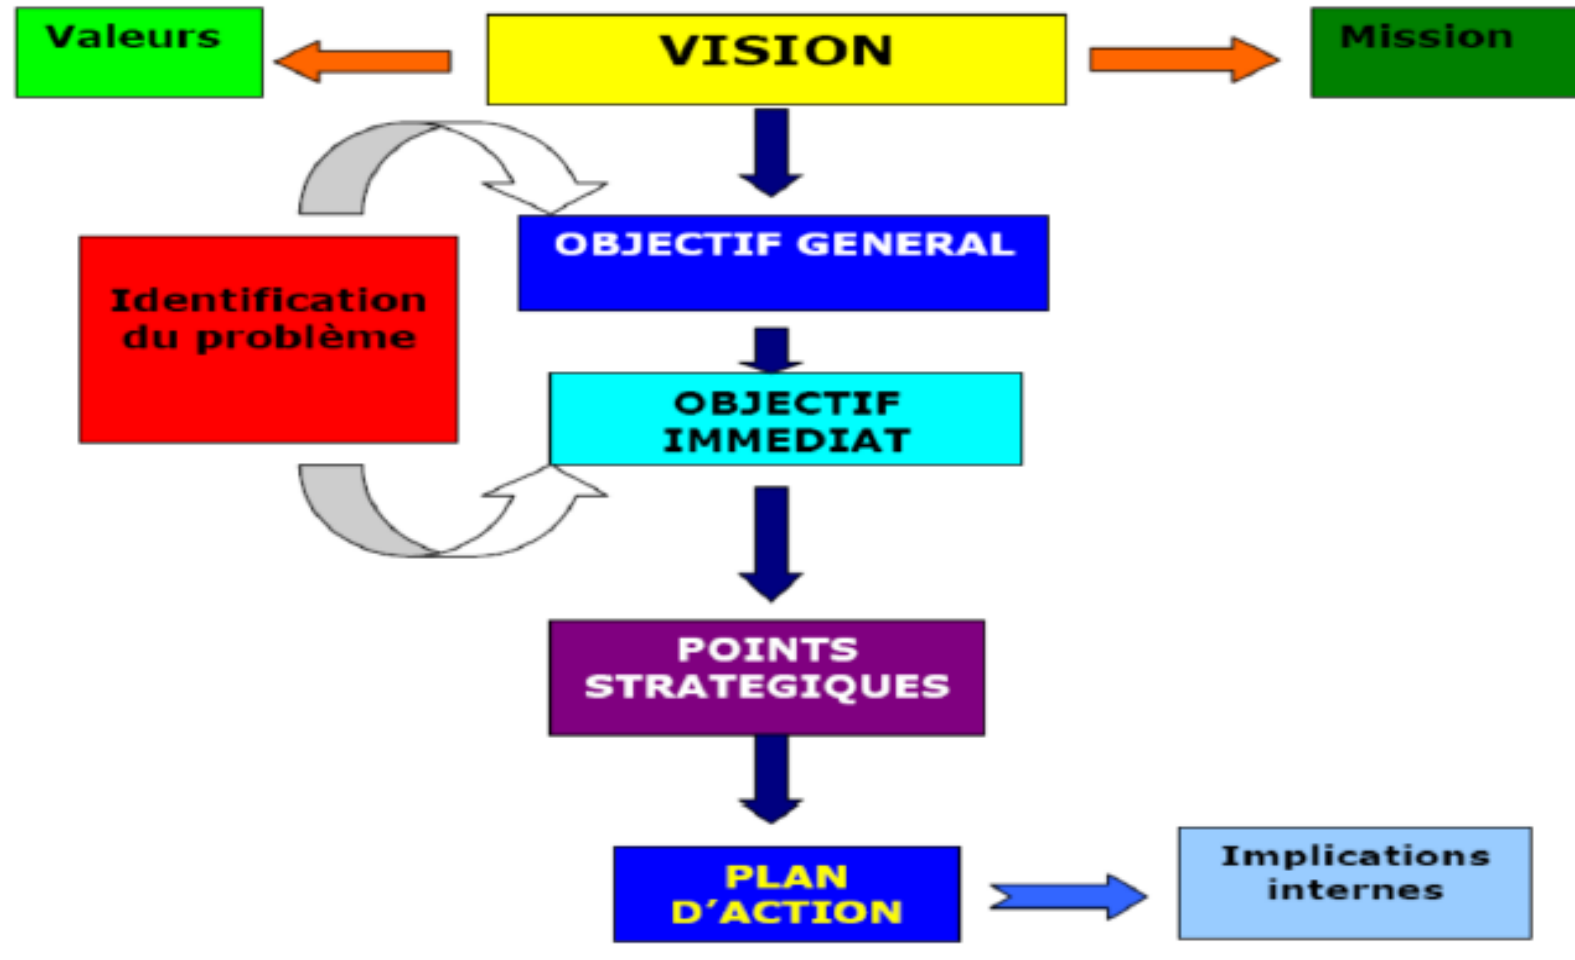 Valeurs
VISION
Mission
OBJECTIF GENERAL
Identification
du problème
OBJECTIF
IMMEDIAT
POINTS
STRATEGIQUES
PLAN
D’ACTION
Implications
internes